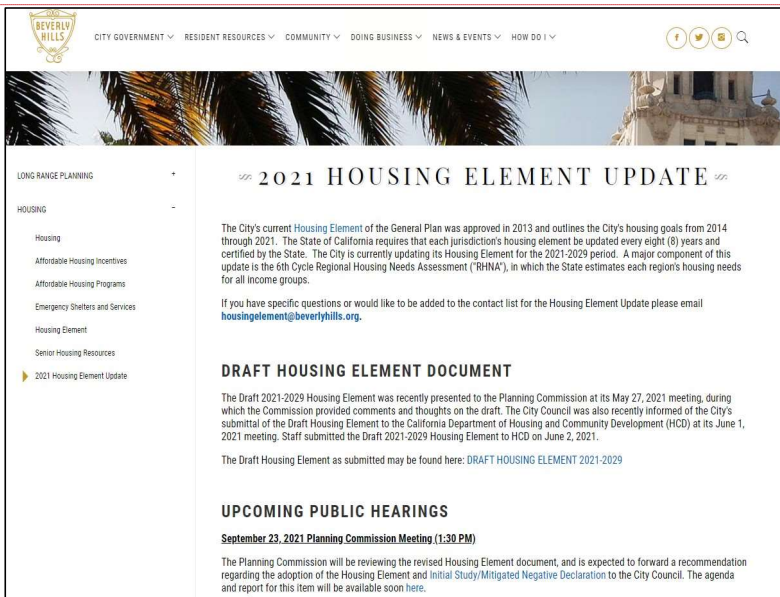 BEVERLY
HILLS
CITY GOVERNMENT RESIDENT RESOURCES COMMUNITY DOING BUSINESS NEWS & EVENTS HOW DO I
LONG RANGE PLANNING +
HOUSING -
Housing
Affordable Housing Incentives
Affordable Housing Programs
Emergency Shelters and Services
Housing Element
Senior Housing Resources
2021 Housing Element Update
2021 HOUSING ELEMENT UPDATE
The City's current Housing Element of the General Plan was approved in 2013 and outlines the City's housing goals from 2014
through 2021. The State of California requires that each jurisdiction's housing element be updated every eight (8) years and
certified by the State. The City is currently updating its Housing Element for the 2021-2029 period. A major component of this
update is the 6th Cycle Regional Housing Needs Assessment ("RHNA"), in which the State estimates each region's housing needs
for all income groups.
If you have specific questions or would like to be added to the contact list for the Housing Element Update please email
housingelement@beverlyhills.org.
DRAFT HOUSING ELEMENT DOCUMENT
The Draft 2021-2029 Housing Element was recently presented to the Planning Commission at its May 27, 2021 meeting, during
which the Commission provided comments and thoughts on the draft. The City Council was also recently informed of the City's
submittal of the Draft Housing Element to the California Department of Housing and Community Development (HCD) at its June 1,
2021 meeting. Staff submitted the Draft 2021-2029 Housing Element to HCD on June 2, 2021.
The Draft Housing Element as submitted may be found here: DRAFT HOUSING ELEMENT 2021-2029
UPCOMING PUBLIC HEARINGS
September 23, 2021 Planning Commission Meeting (1:30 PM)
The Planning Commission will be reviewing the revised Housing Element document, and is expected to forward a recommendation
regarding the adoption of the Housing Element and Initial Study/Mitigated Negative Declaration to the City Council. The agenda
and report for this item will be available soon here.